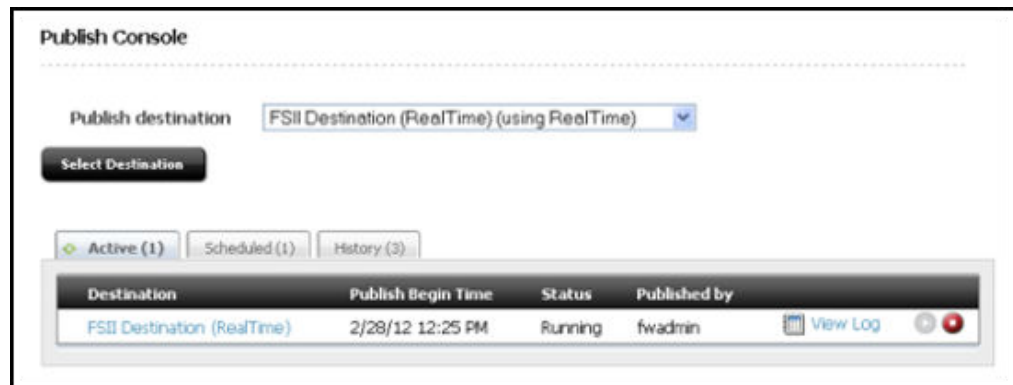 Publish Console
Publish destination FSII Destination (RealTime) (using RealTime)
Select Destination
Active (1) Scheduled (1) History (3)
Destination Publish Begin Time Status Published by
FSII Destination (RealTime) 2/28/12 12:25 PM Running fwadmin View Log